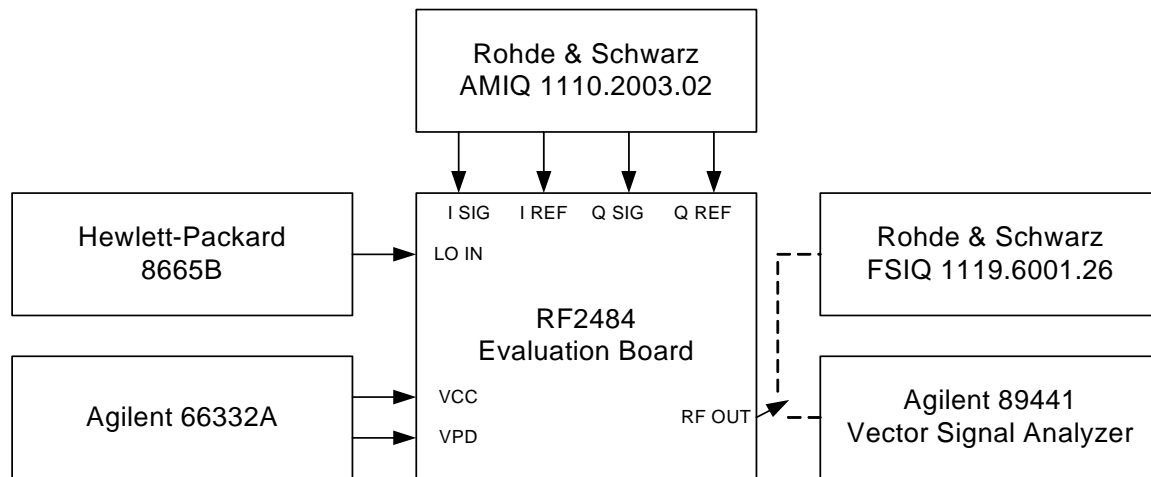 Rohde & Schwarz
AMIQ 1110.2003.02
I SIG
I REF
Q SIG
Q REF
Hewlett-Packard
8665B
LO IN
Rohde & Schwarz
FSIQ 1119.6001.26
RF2484
Evaluation Board
Agilent 66332A
VCC
VPD
RF OUT
Agilent 89441
Vector Signal Analyzer